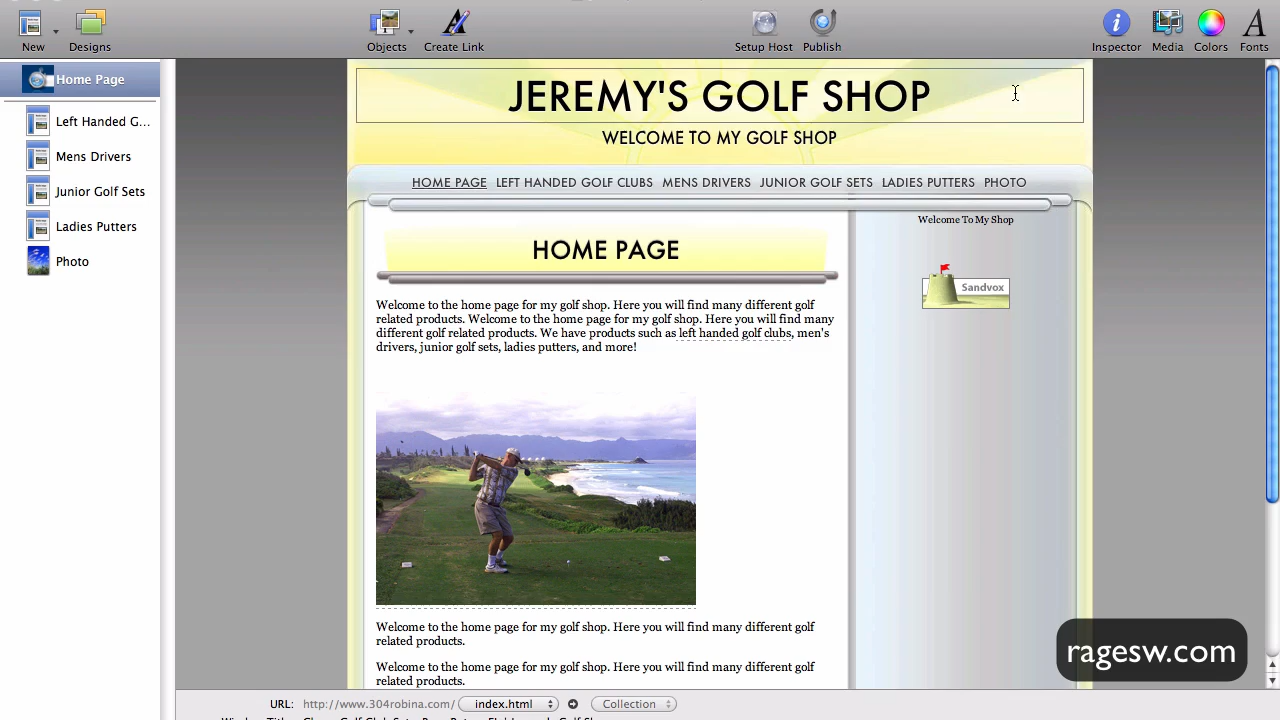 New
Designs
Objects
Create Link
Setup Host
Publish
Inspector
Media
Colors
Fonts
Home Page
Left Handed G...
Mens Drivers
Junior Golf Sets
Ladies Putters
Photo
JEREMY'S GOLF SHOP
WELCOME TO MY GOLF SHOP
HOME PAGE LEFT HANDED GOLF CLUBS MENS DRIVERS JUNIOR GOLF SETS LADIES PUTTERS PHOTO
HOME PAGE
Welcome to the home page for my golf shop. Here you will find many different golf
related products. Welcome to the home page for my golf shop. Here you will find many
different golf related products. We have products such as left handed golf clubs, men's
drivers, junior golf sets, ladies putters, and more!
Welcome to the home page for my golf shop. Here you will find many different golf
related products.
Welcome to the home page for my golf shop. Here you will find many different golf
related products.
Welcome To My Shop
Sandvox
ragesw.com
URL: http://www.304robina.com/ index.html Collection